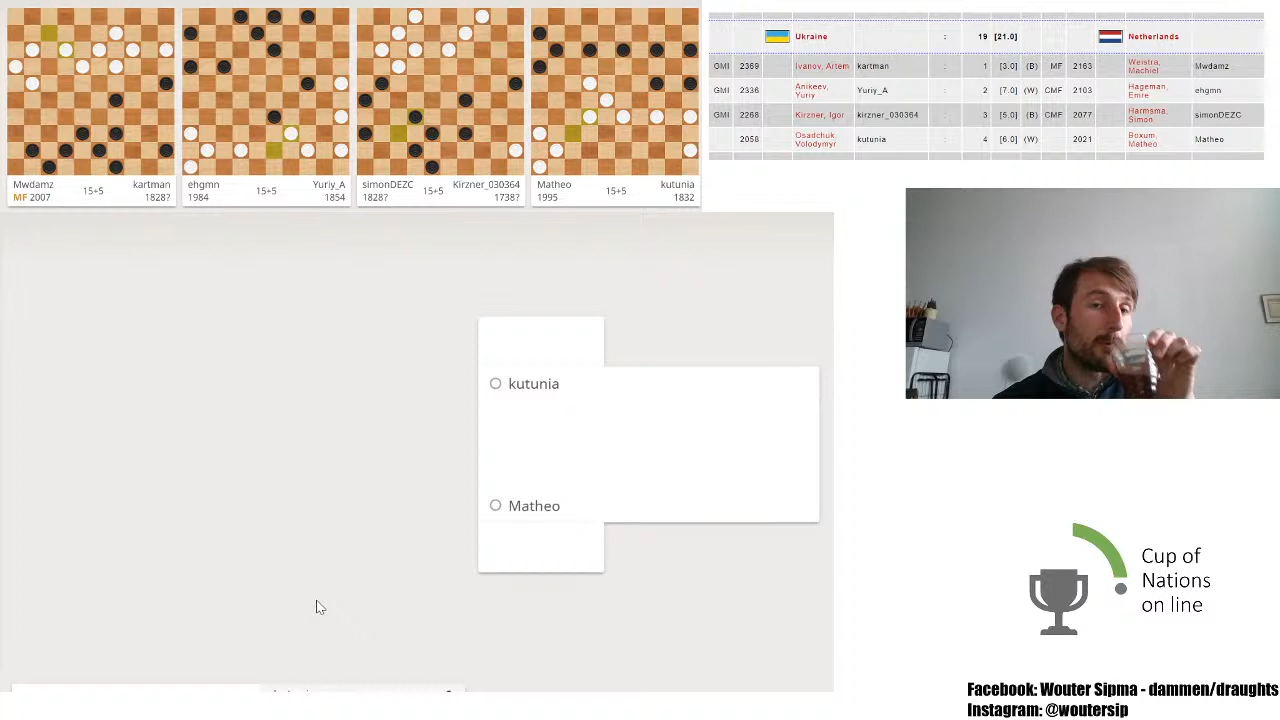 Mwdamz kartman
15+5
MF 2007 1828?
ehgmn Yuriy_A
15+5
1984 1854
simonDEZC Kirzner_030364
15+5
1828? 1738?
Matheo kutunia
15+5
1995 1832
Ukraine : 19 [21.0] Netherlands
GMI 2369 Ivanov, Artem kartman : 1 [3.0] (B) MF 2163 Weistra, Machiel Mwdamz
GMI 2336 Anikeev, Yuriy Yuriy_A : 2 [7.0] (W) CMF 2103 Hageman, Emre ehgmn
GMI 2268 Kirzner, Igor kirzner_030364 : 3 [5.0] (B) CMF 2077 Harmsma, Simon simonDEZC
2058 Osadchuk, Volodymyr kutunia : 4 [6.0] (W) 2021 Boxum, Matheo Matheo
kutunia
Matheo
Cup of
Nations
on line
Facebook: Wouter Sipma - dammen/draughts
Instagram: @woutersip